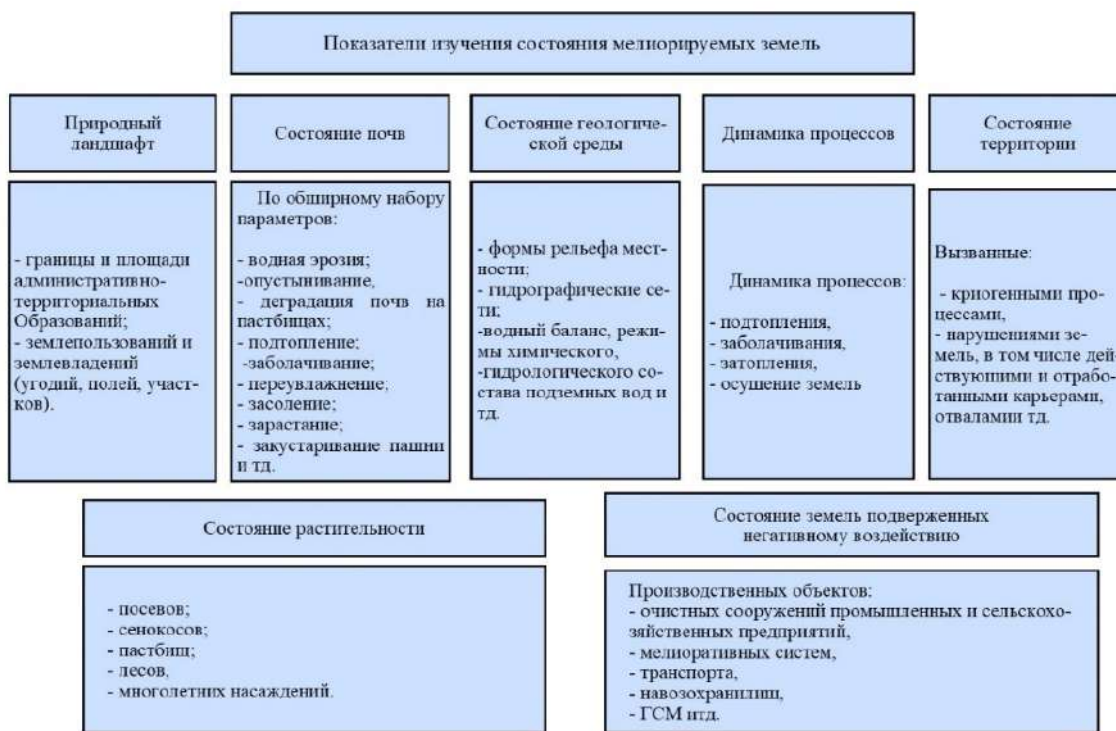 Показатели изучения состояния мелиорируемых земель
Природный
ландшафт
Состояние почв
Состояние геологиче-
ской среды
Динамика процессов
Состояние
территории
- границы и площади
административно-
территориальных
Образований;
- землепользований и
землевладений
(угодий, полей, участ-
ков).
По обширному набору
параметров:
- водная эрозия;
-опустынивание,
- деградация почв на
пастбищах;
- подтопление;
-заболачивание;
- переувлажнение;
- засоление;
- зарастание;
- закустаривание пашни
и тд.
- формы рельефа мест-
ности;
- гидрографические се-
ти;
-водный баланс, режи-
мы химического,
-гидрологического со-
става подземных вод и
тд.
Динамика процессов:
- подтопления,
- заболачивания,
- затопления,
- осушение земель
Вызванные:
- криогенными про-
цессами,
- нарушениями зе-
мель, в том числе дей-
ствующими и отрабо-
танными карьерами,
отваламии тд.
Состояние растительности
- посевов;
- сенокосов;
- пастбищ;
- лесов,
- многолетних насаждений.
Состояние земель подверженных
негативному воздействию
Производственных объектов:
- очистных сооружений промышленных и сельскохо-
зяйственных предприятий,
- мелиоративных систем,
- транспорта,
- навозохранилищ,
- ГСМ итд.